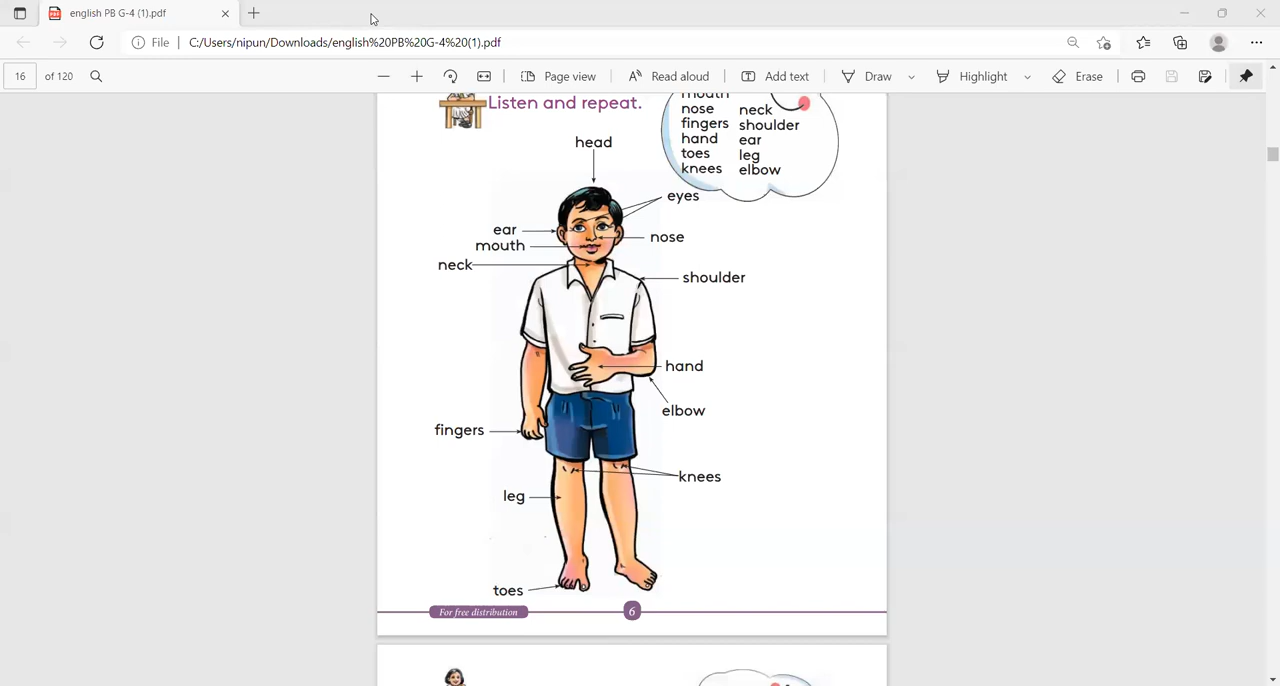 english PB G-4 (1).pdf
File | C:/Users/nipun/Downloads/english%20PB%20G-4%20(1).pdf
16 of 120 Page view Read aloud Add text Draw Highlight Erase
Listen and repeat.
mouth
nose neck
fingers shoulder
hand ear
toes leg
knees elbow
head
eyes
ear
nose
mouth
neck
shoulder
hand
elbow
fingers
knees
leg
toes
For free distribution 6